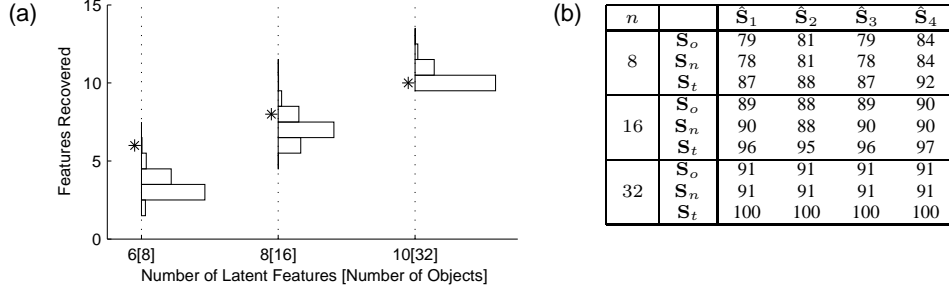 (a)
15
10
5
0
Features Recovered
6[8] 8[16] 10[32]
Number of Latent Features [Number of Objects]
(b)
n Ŝ1 Ŝ2 Ŝ3 Ŝ4
8
So 79 81 79 84
Sn 78 81 78 84
St 87 88 87 92
16
So 89 88 89 90
Sn 90 88 90 90
St 96 95 96 97
32
So 91 91 91 91
Sn 91 91 91 91
St 100 100 100 100